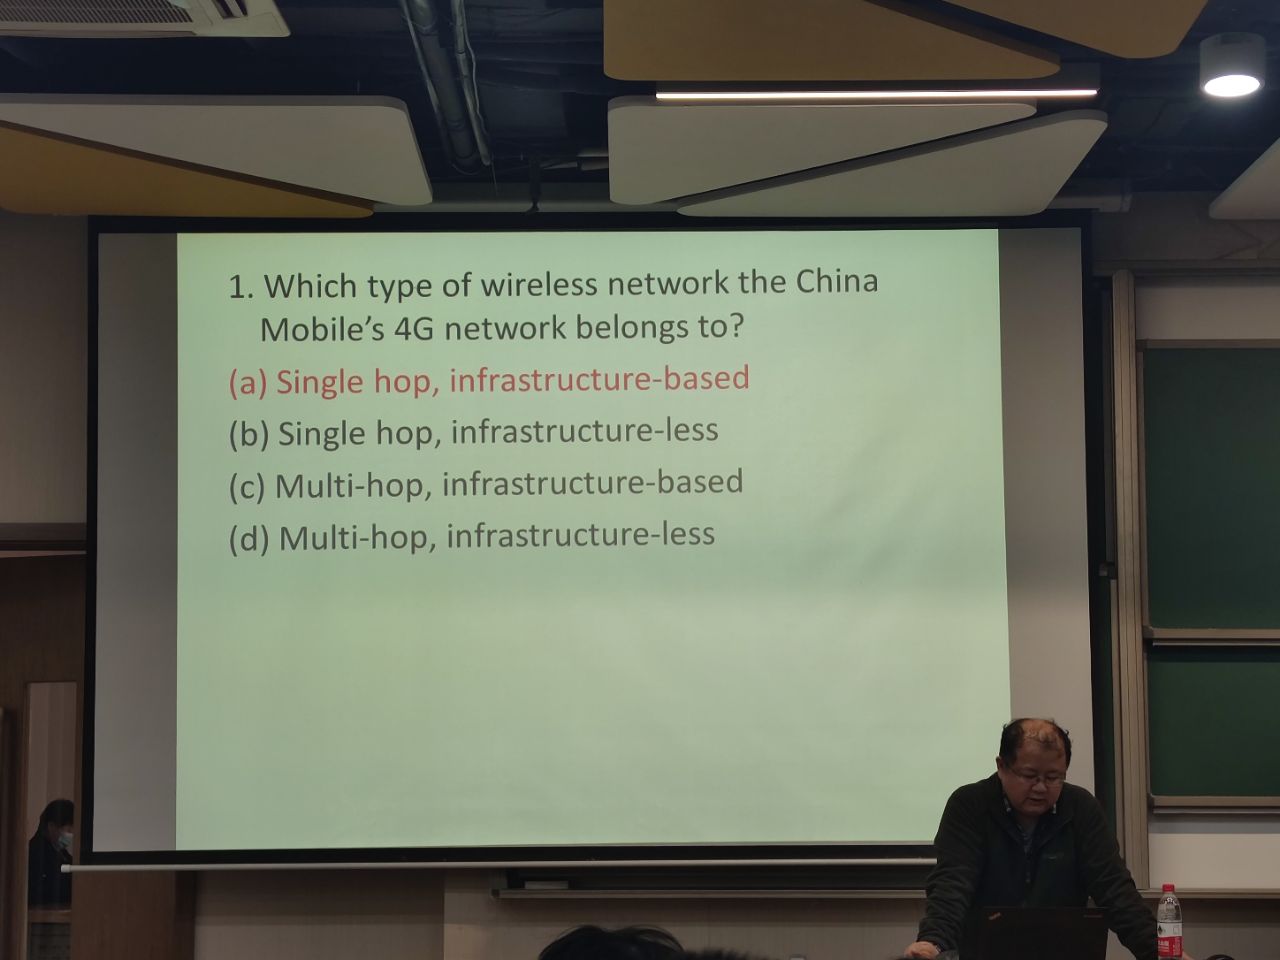 1. Which type of wireless network the China
Mobile's 4G network belongs to?
(a) Single hop, infrastructure-based
(b) Single hop, infrastructure-less
(c) Multi-hop, infrastructure-based
(d) Multi-hop, infrastructure-less